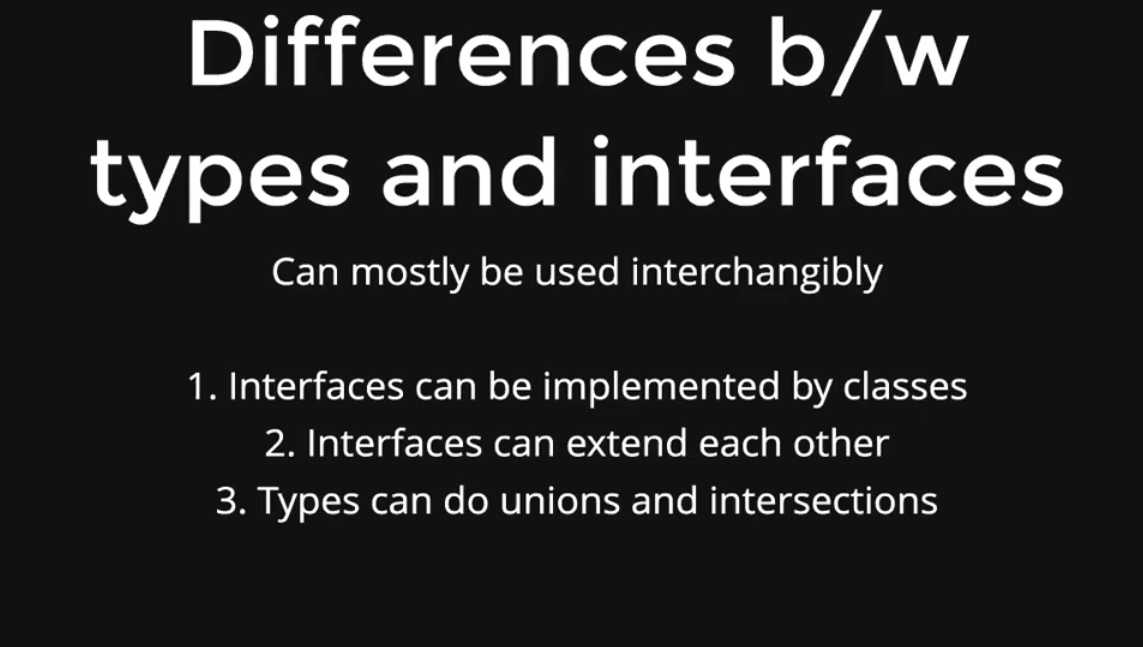 Differences b/w
types and interfaces
Can mostly be used interchangibly
1. Interfaces can be implemented by classes
2. Interfaces can extend each other
3. Types can do unions and intersections